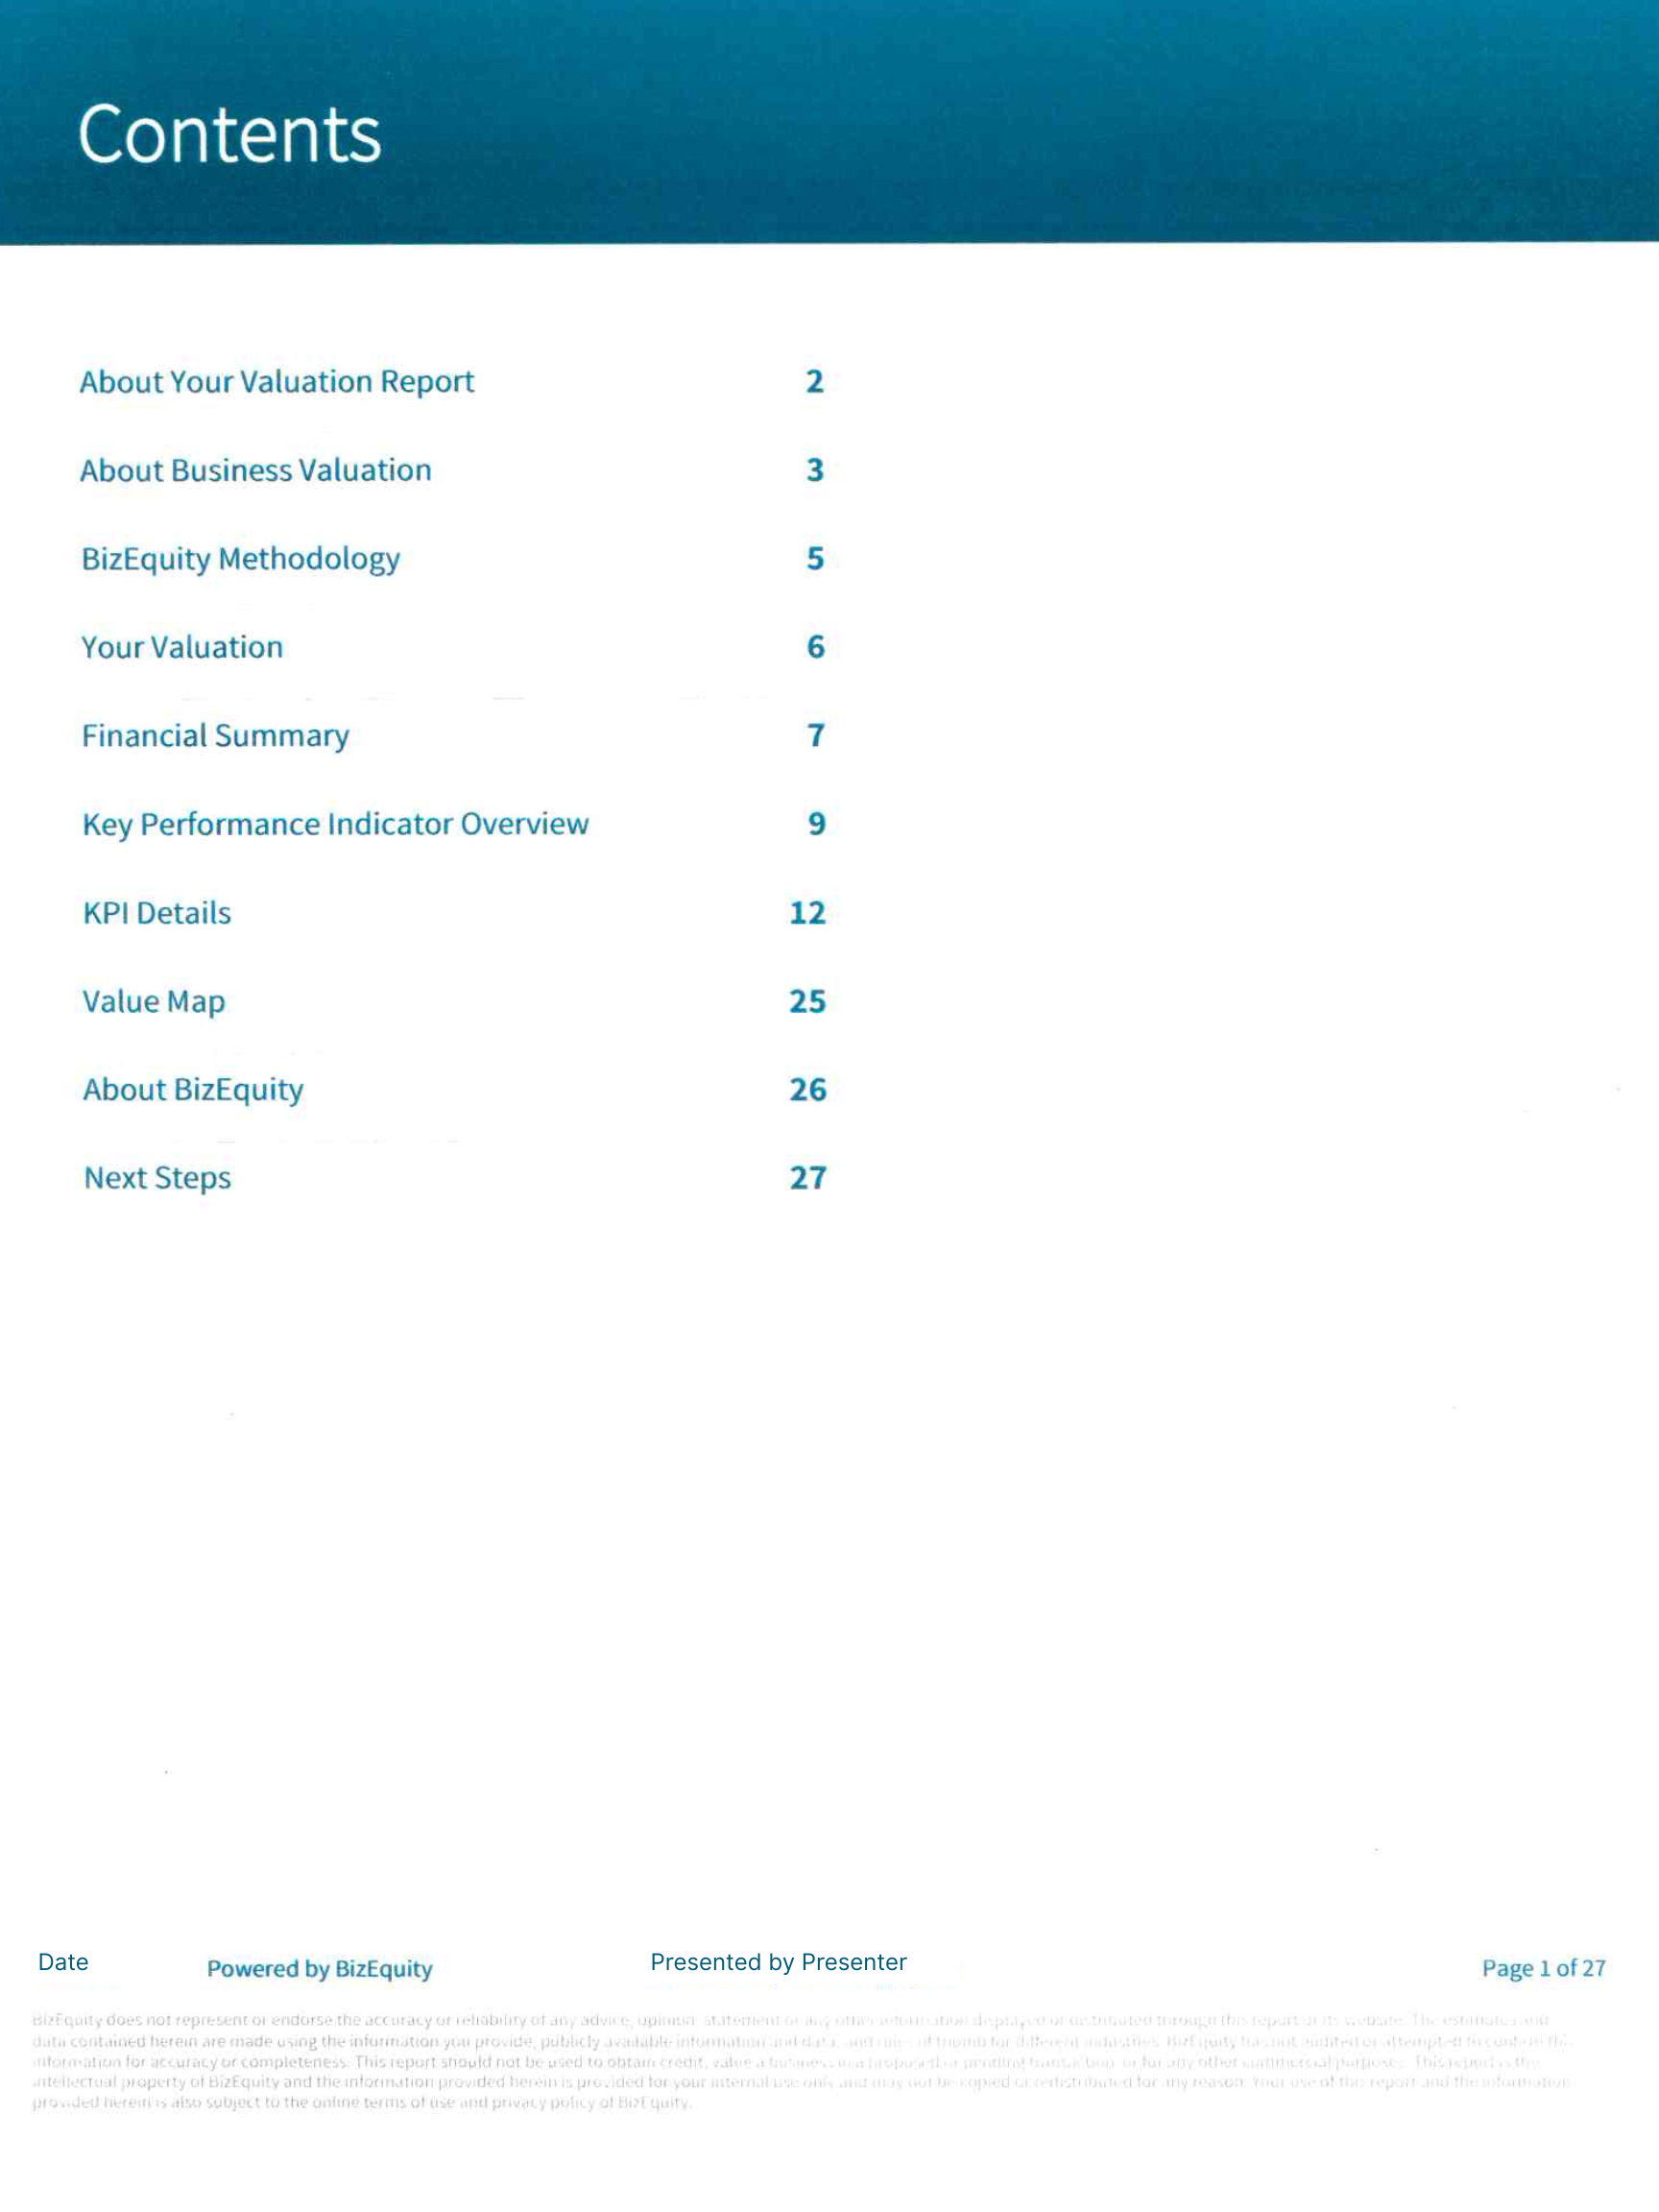 Contents
About Your Valuation Report 2
About Business Valuation 3
BizEquity Methodology 5
Your Valuation 6
Financial Summary 7
Key Performance Indicator Overview 9
KPI Details 12
Value Map 25
About BizEquity 26
Next Steps 27
Date Powered by BizEquity Presented by Presenter Page 1 of 27
BizEquity does not represent or endorse the accuracy or reliability of any advice, opinion, statement or any other information displayed or distributed through this report or its website. The estimates and
data contained herein are made using the information you provide, publicly available information and data, and rules of thumb for different industries. BizEquity has not audited or attempted to confirm this
information for accuracy or completeness. This report should not be used to obtain credit, value a business in a proposed or pending transaction or for any other commercial purposes. This report is the
intellectual property of BizEquity and the information provided herein is provided for your internal use only and may not be copied or redistributed for any reason. Your use of this report and the information
provided herein is also subject to the online terms of use and privacy policy of BizEquity.